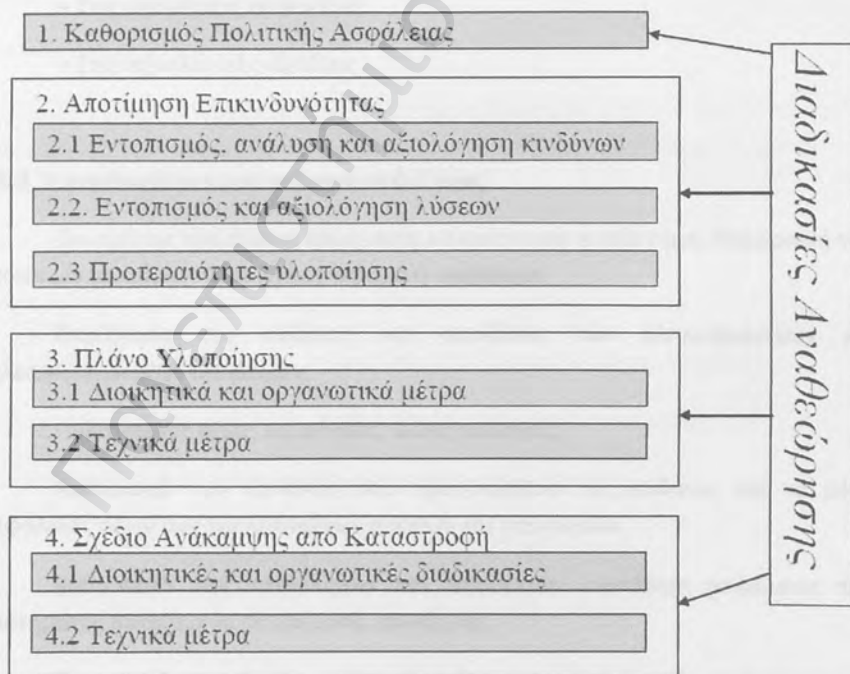 1. Καθορισμός Πολιτικής Ασφάλειας
2. Αποτίμηση Επικινδυνότητας
2.1 Εντοπισμός, ανάλυση και αξιολόγηση κινδύνων
2.2. Εντοπισμός και αξιολόγηση λύσεων
2.3 Προτεραιότητες υλοποίησης
3. Πλάνο Υλοποίησης
3.1 Διοικητικά και οργανωτικά μέτρα
3.2 Τεχνικά μέτρα
4. Σχέδιο Ανάκαμψης από Καταστροφή
4.1 Διοικητικές και οργανωτικές διαδικασίες
4.2 Τεχνικά μέτρα
Διαδικασίες Αναθεώρησης
Πανεπιστήμιο